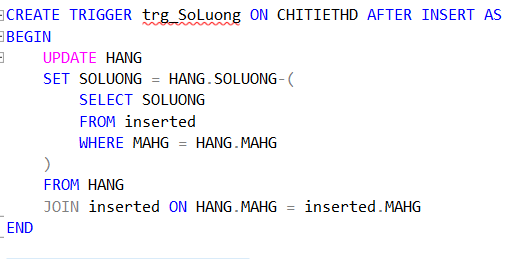 CREATE TRIGGER trg_SoLuong ON CHITIETHD AFTER INSERT AS
BEGIN
    UPDATE HANG
    SET SOLUONG = HANG.SOLUONG-(
        SELECT SOLUONG
        FROM inserted
        WHERE MAHG = HANG.MAHG
    )
    FROM HANG
    JOIN inserted ON HANG.MAHG = inserted.MAHG
END